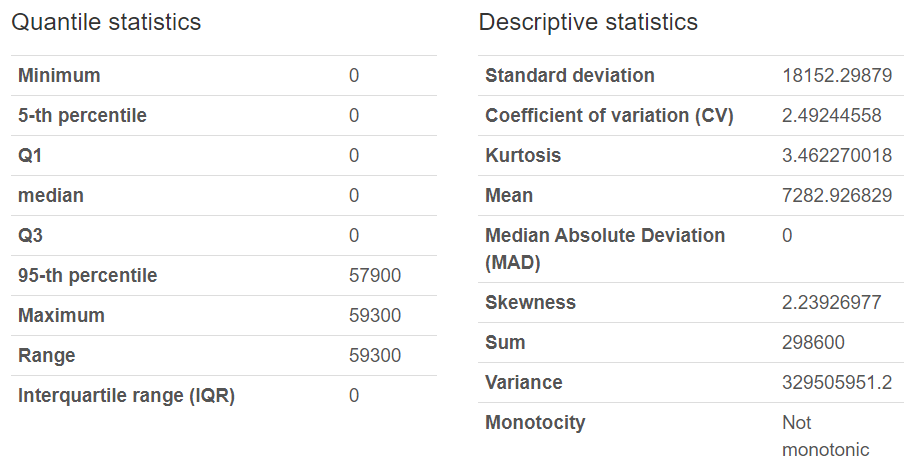 Quantile statistics
Minimum 0
5-th percentile 0
Q1 0
median 0
Q3 0
95-th percentile 57900
Maximum 59300
Range 59300
Interquartile range (IQR) 0
Descriptive statistics
Standard deviation 18152.29879
Coefficient of variation (CV) 2.49244558
Kurtosis 3.462270018
Mean 7282.926829
Median Absolute Deviation 0
(MAD)
Skewness 2.23926977
Sum 298600
Variance 329505951.2
Monotocity Not
monotonic